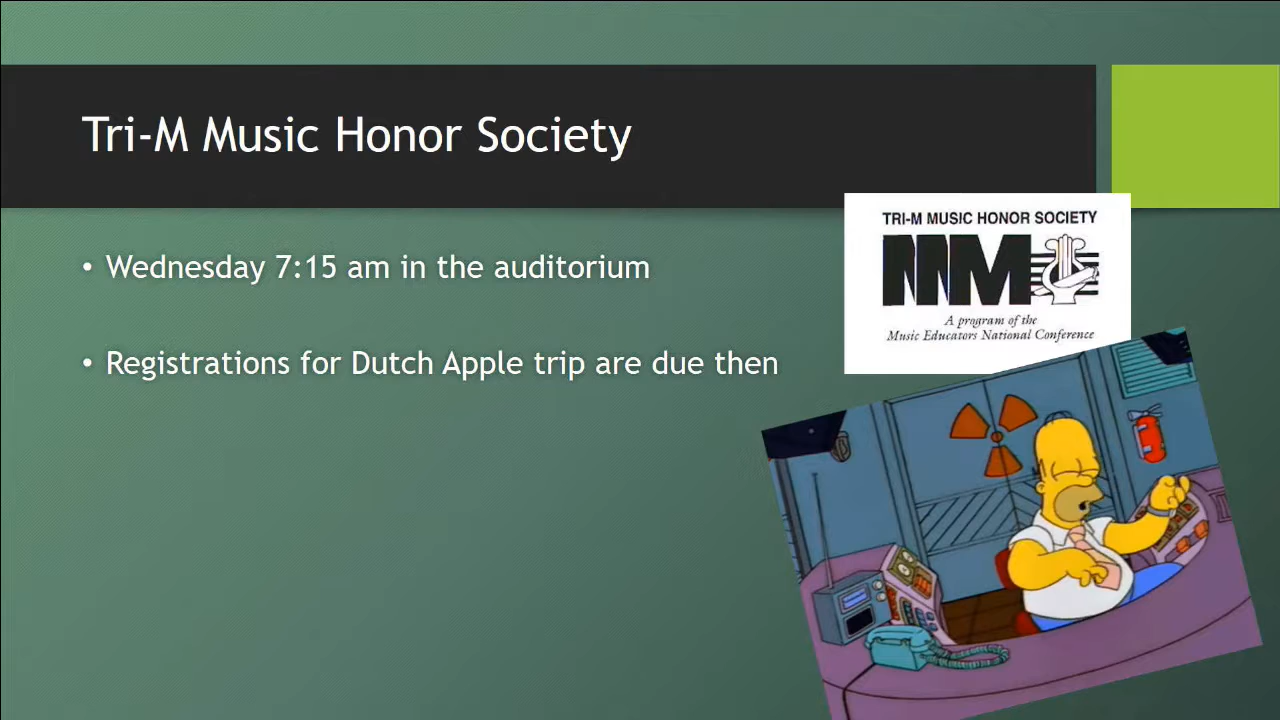 Tri-M Music Honor Society
• Wednesday 7:15 am in the auditorium
• Registrations for Dutch Apple trip are due then
TRI-M MUSIC HONOR SOCIETY
MMM
A program of the
Music Educators National Conference